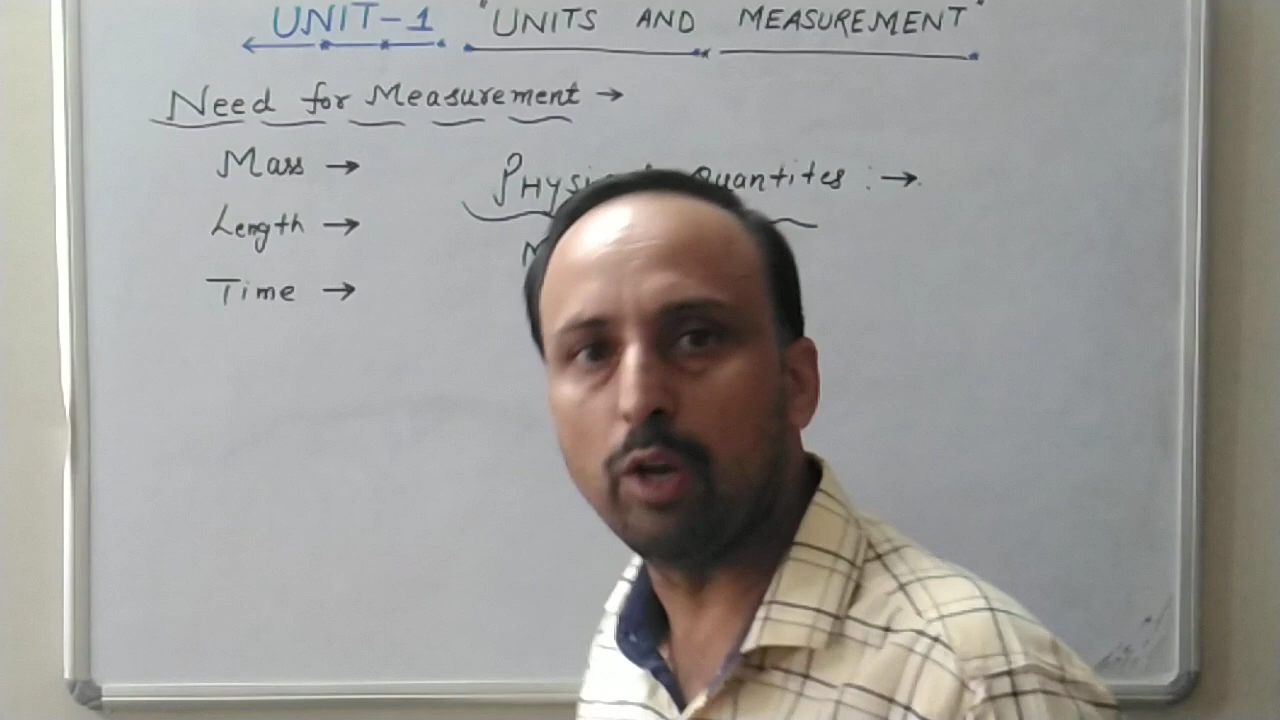 UNIT-1 "UNITS AND MEASUREMENT"
Need for Measurement →
Mass →
Length →
Time →
Quantites :→